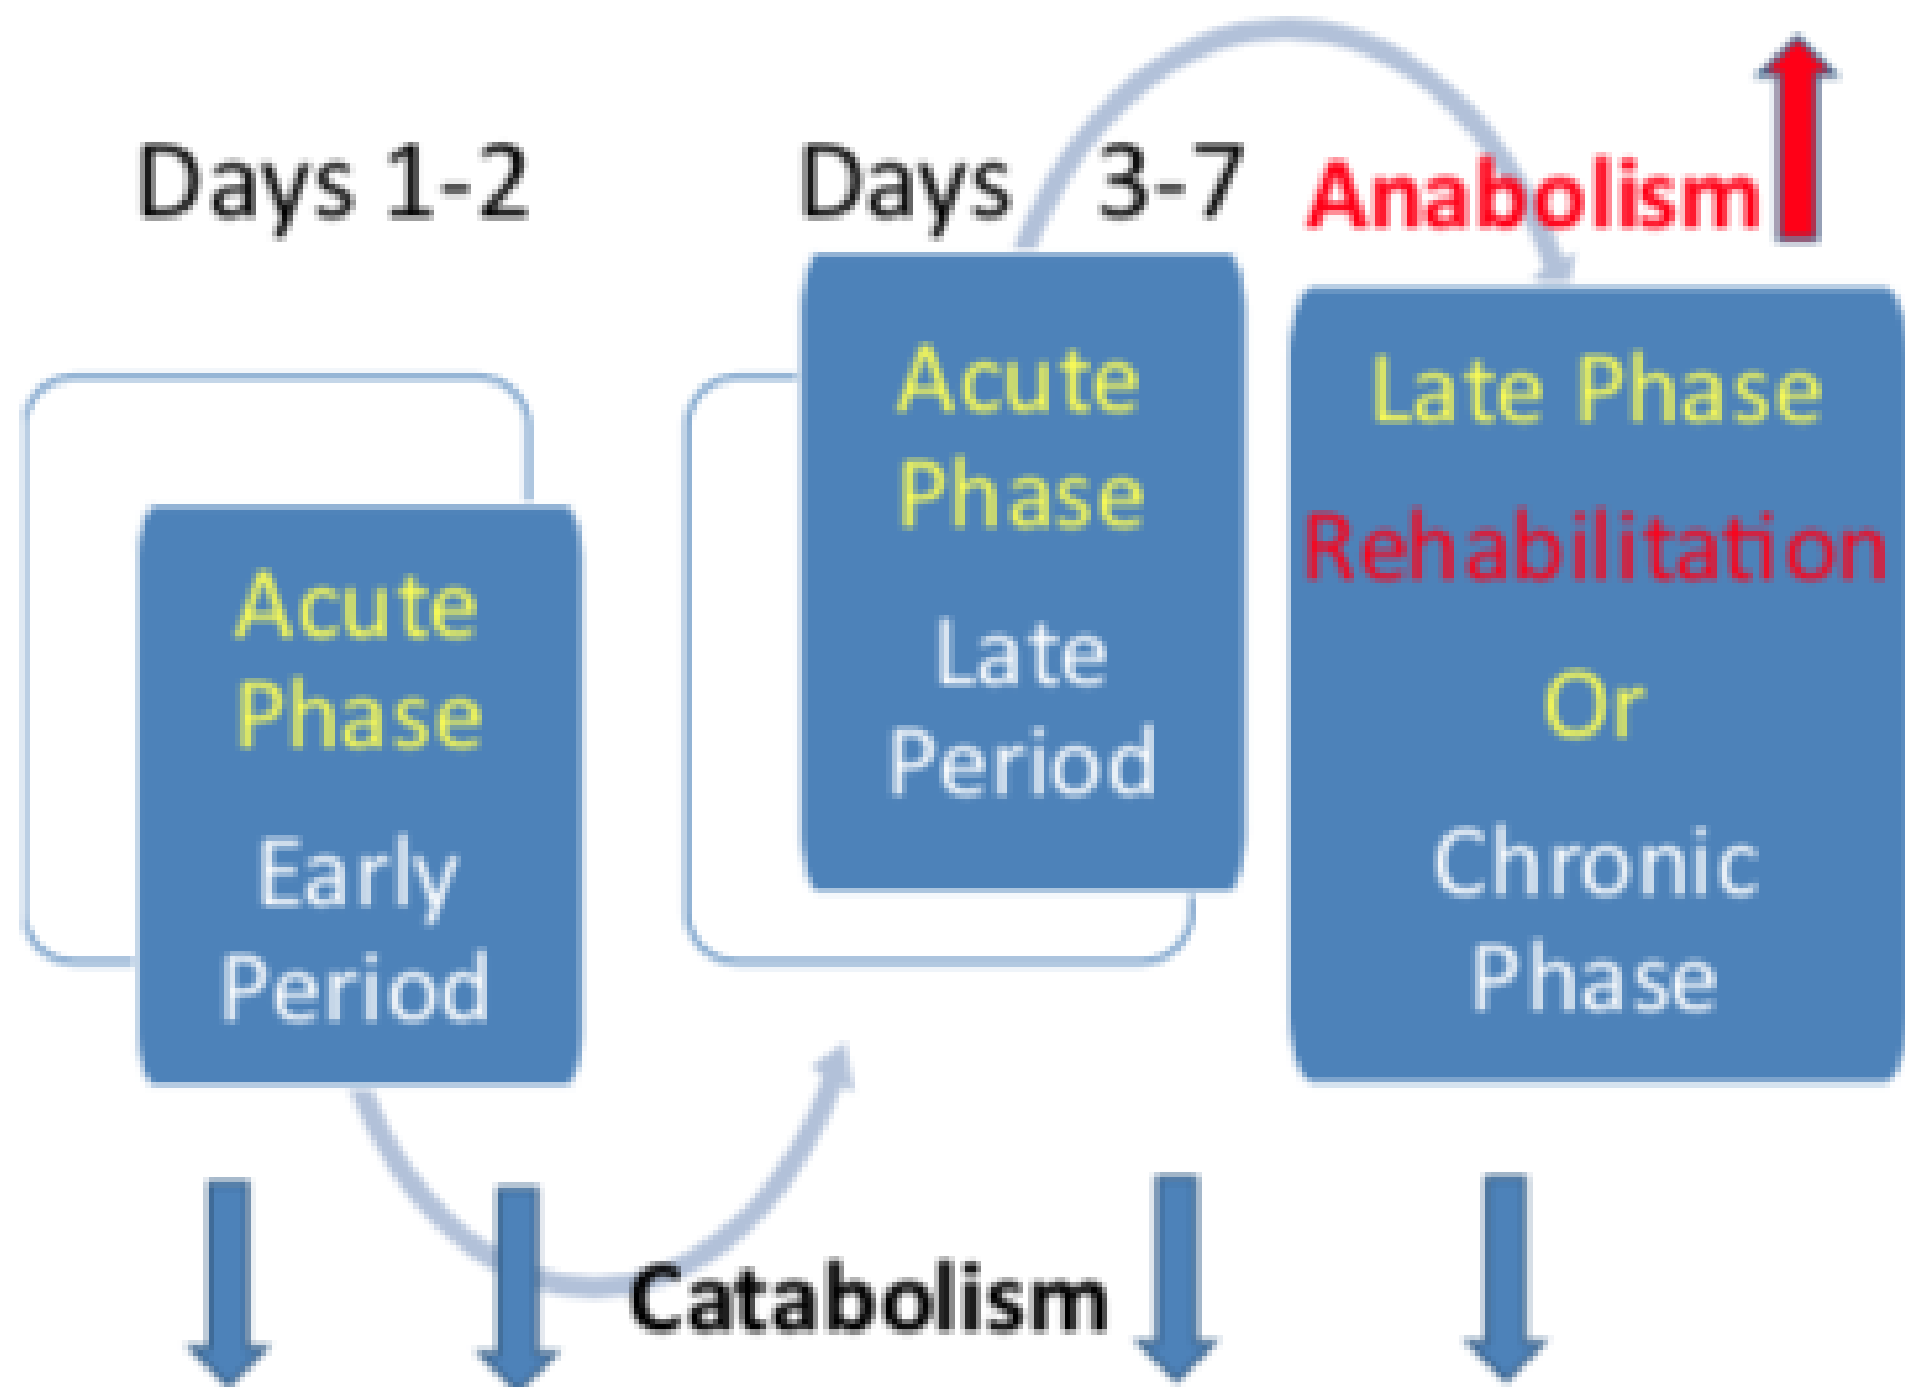 Days 1-2
Acute
Phase
Early
Period
Days 3-7
Acute
Phase
Late
Period
Anabolism
Late Phase
Rehabilitation
Or
Chronic
Phase
Catabolism